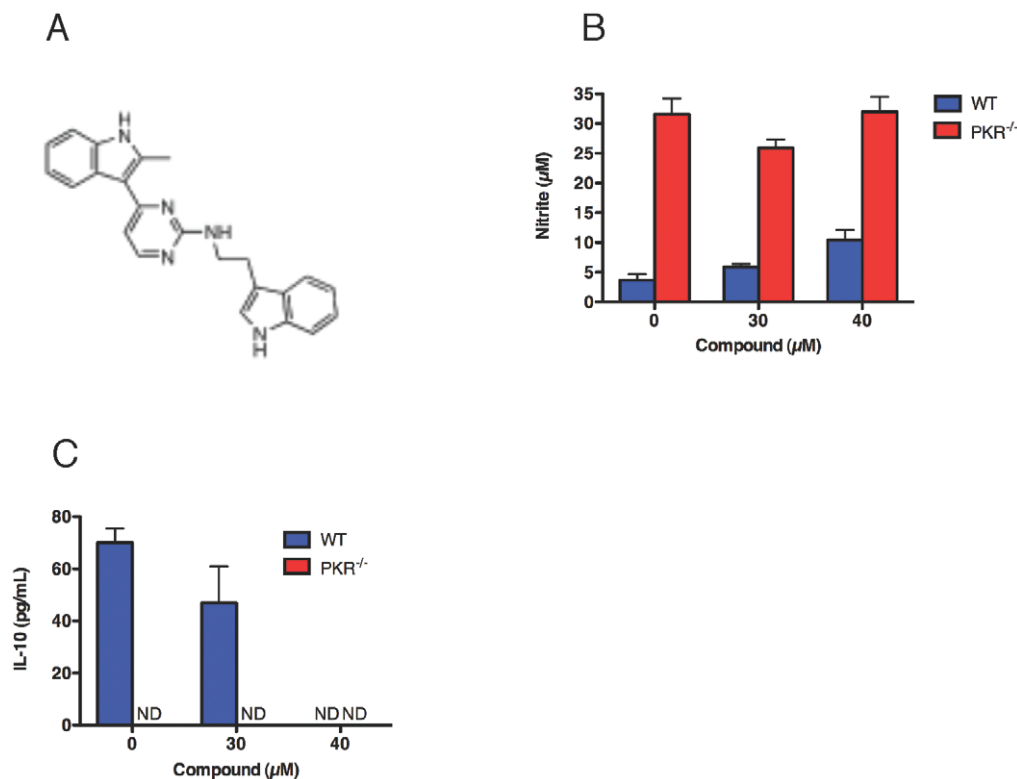 A
H
N
N
N
NH
N
H
B
35
30
25
20
15
10
5
0
Nitrite (µM)
0 30 40
Compound (µM)
WT
PKR-/-
C
80
60
40
20
0
IL-10 (pg/mL)
ND ND ND ND
0 30 40
Compound (µM)
WT
PKR-/-